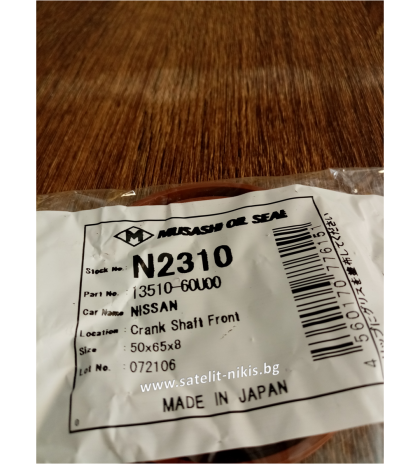 M MUSASHI OIL SEAL
Stock No. N2310
Part No. : 13510-60U00
Car Name : NISSAN
Location : Crank Shaft Front
Size : 50x65x8
Lot No. : 072106
www.satelit-nikis.bg
MADE IN JAPAN
4560170776151